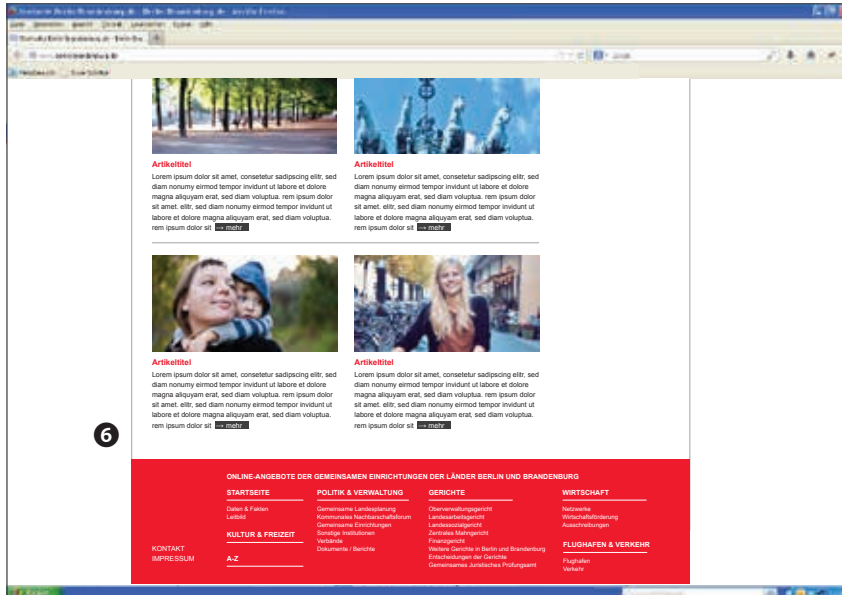 Artikeltitel
Lorem ipsum dolor sit amet, consetetur sadipscing elitr, sed
diam nonumy eirmod tempor invidunt ut labore et dolore
magna aliquyam erat, sed diam voluptua. rem ipsum dolor
sit amet. elitr, sed diam nonumy eirmod tempor invidunt ut
labore et dolore magna aliquyam erat, sed diam voluptua.
rem ipsum dolor sit → mehr
Artikeltitel
Lorem ipsum dolor sit amet, consetetur sadipscing elitr, sed
diam nonumy eirmod tempor invidunt ut labore et dolore
magna aliquyam erat, sed diam voluptua. rem ipsum dolor
sit amet. elitr, sed diam nonumy eirmod tempor invidunt ut
labore et dolore magna aliquyam erat, sed diam voluptua.
rem ipsum dolor sit → mehr
Artikeltitel
Lorem ipsum dolor sit amet, consetetur sadipscing elitr, sed
diam nonumy eirmod tempor invidunt ut labore et dolore
magna aliquyam erat, sed diam voluptua. rem ipsum dolor
sit amet. elitr, sed diam nonumy eirmod tempor invidunt ut
labore et dolore magna aliquyam erat, sed diam voluptua.
rem ipsum dolor sit → mehr
Artikeltitel
Lorem ipsum dolor sit amet, consetetur sadipscing elitr, sed
diam nonumy eirmod tempor invidunt ut labore et dolore
magna aliquyam erat, sed diam voluptua. rem ipsum dolor
sit amet. elitr, sed diam nonumy eirmod tempor invidunt ut
labore et dolore magna aliquyam erat, sed diam voluptua.
rem ipsum dolor sit → mehr
6
ONLINE-ANGEBOTE DER GEMEINSAMEN EINRICHTUNGEN DER LÄNDER BERLIN UND BRANDENBURG
STARTSEITE
Daten & Fakten
Leitbild
KULTUR & FREIZEIT
A-Z
POLITIK & VERWALTUNG
Gemeinsame Landesplanung
Kommunales Nachbarschaftsforum
Gemeinsame Einrichtungen
Sonstige Institutionen
Verbände
Dokumente / Berichte
GERICHTE
Oberverwaltungsgericht
Landesarbeitsgericht
Landessozialgericht
Zentrales Mahngericht
Finanzgericht
Weitere Gerichte in Berlin und Brandenburg
Entscheidungen der Gerichte
Gemeinsames Juristisches Prüfungsamt
WIRTSCHAFT
Netzwerke
Wirtschaftsförderung
Ausschreibungen
FLUGHAFEN & VERKEHR
Flughafen
Verkehr
KONTAKT
IMPRESSUM